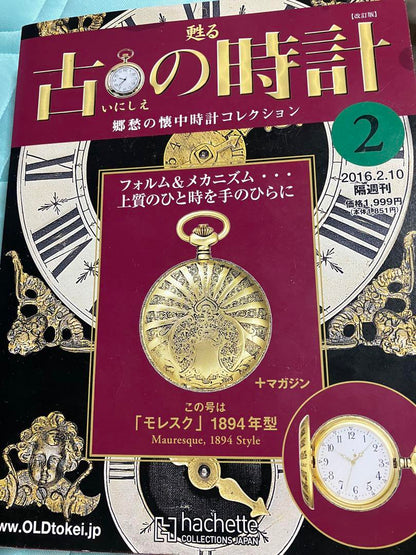 甦る
【改訂版】
古の時計
いにしえ
郷愁の懐中時計コレクション
2
2016.2.10
隔週刊
価格1,999円
(本体1,851円)
フォルム&メカニズム・・・
上質のひと時を手のひらに
+マガジン
この号は
「モレスク」1894年型
Mauresque, 1894 Style
www.OLDtokei.jp
hachette
COLLECTIONS JAPAN